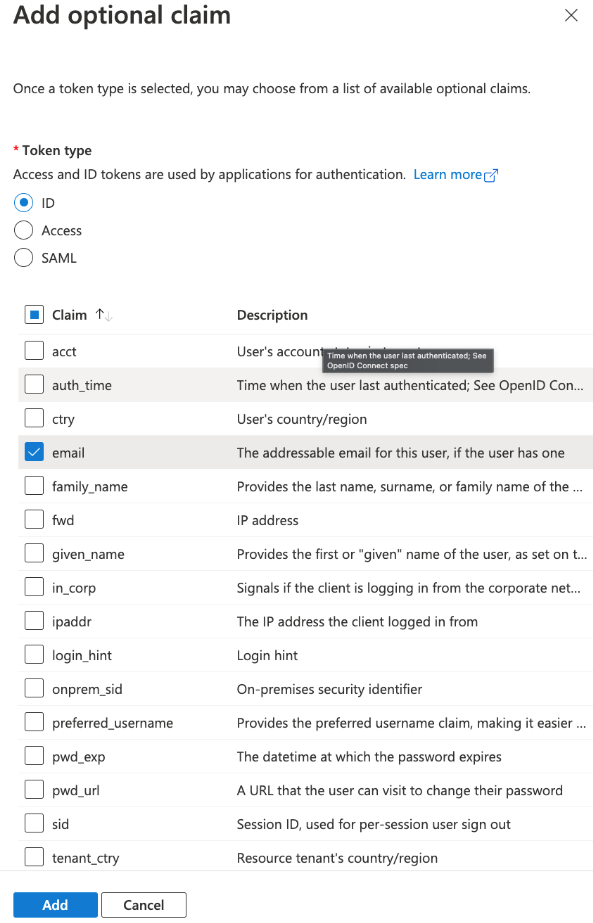 Add optional claim
Once a token type is selected, you may choose from a list of available optional claims.
* Token type
Access and ID tokens are used by applications for authentication. Learn more
ID
Access
SAML
Claim ↑↓ Description
acct User's account
Time when the user last authenticated; See
OpenID Connect spec
auth_time Time when the user last authenticated; See OpenID Con...
ctry User's country/region
email The addressable email for this user, if the user has one
family_name Provides the last name, surname, or family name of the ...
fwd IP address
given_name Provides the first or "given" name of the user, as set on t...
in_corp Signals if the client is logging in from the corporate net...
ipaddr The IP address the client logged in from
login_hint Login hint
onprem_sid On-premises security identifier
preferred_username Provides the preferred username claim, making it easier ...
pwd_exp The datetime at which the password expires
pwd_url A URL that the user can visit to change their password
sid Session ID, used for per-session user sign out
tenant_ctry Resource tenant's country/region
Add Cancel